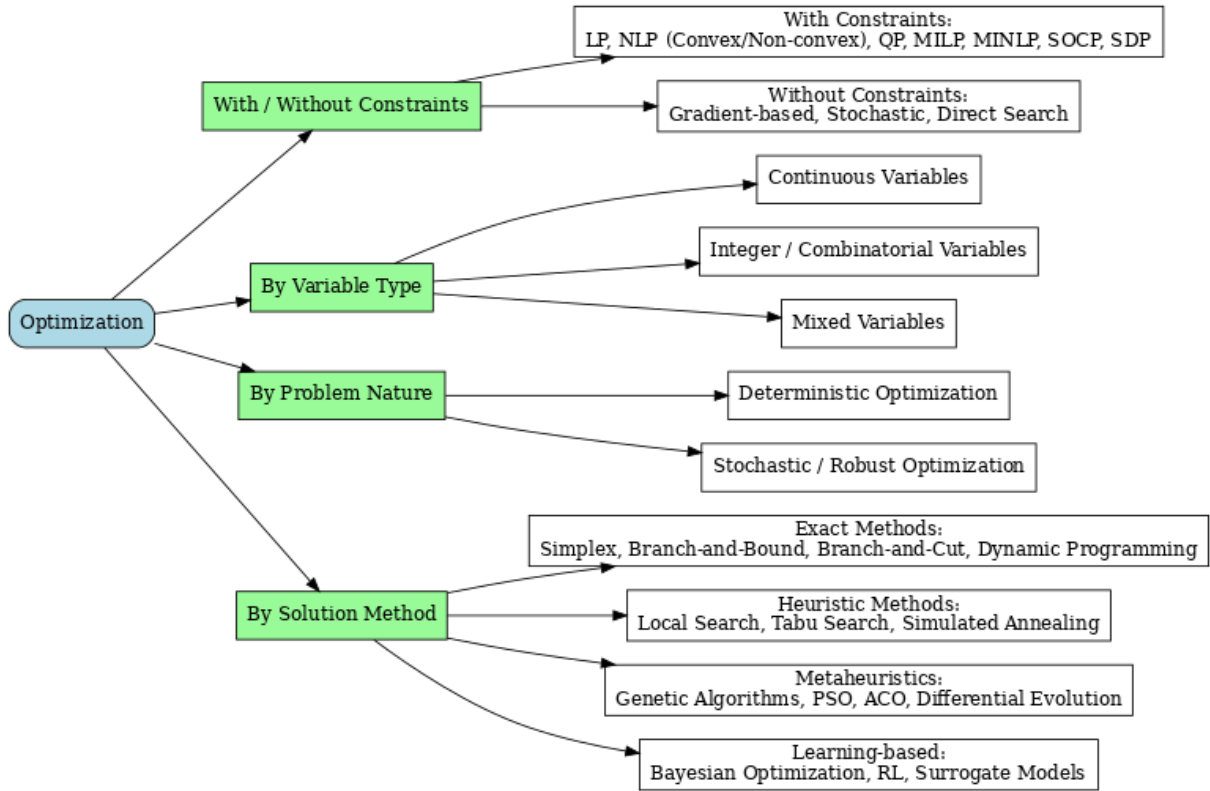 Optimization
With / Without Constraints
With Constraints:
LP, NLP (Convex/Non-convex), QP, MILP, MINLP, SOCP, SDP
Without Constraints:
Gradient-based, Stochastic, Direct Search
By Variable Type
Continuous Variables
Integer / Combinatorial Variables
Mixed Variables
By Problem Nature
Deterministic Optimization
Stochastic / Robust Optimization
By Solution Method
Exact Methods:
Simplex, Branch-and-Bound, Branch-and-Cut, Dynamic Programming
Heuristic Methods:
Local Search, Tabu Search, Simulated Annealing
Metaheuristics:
Genetic Algorithms, PSO, ACO, Differential Evolution
Learning-based:
Bayesian Optimization, RL, Surrogate Models